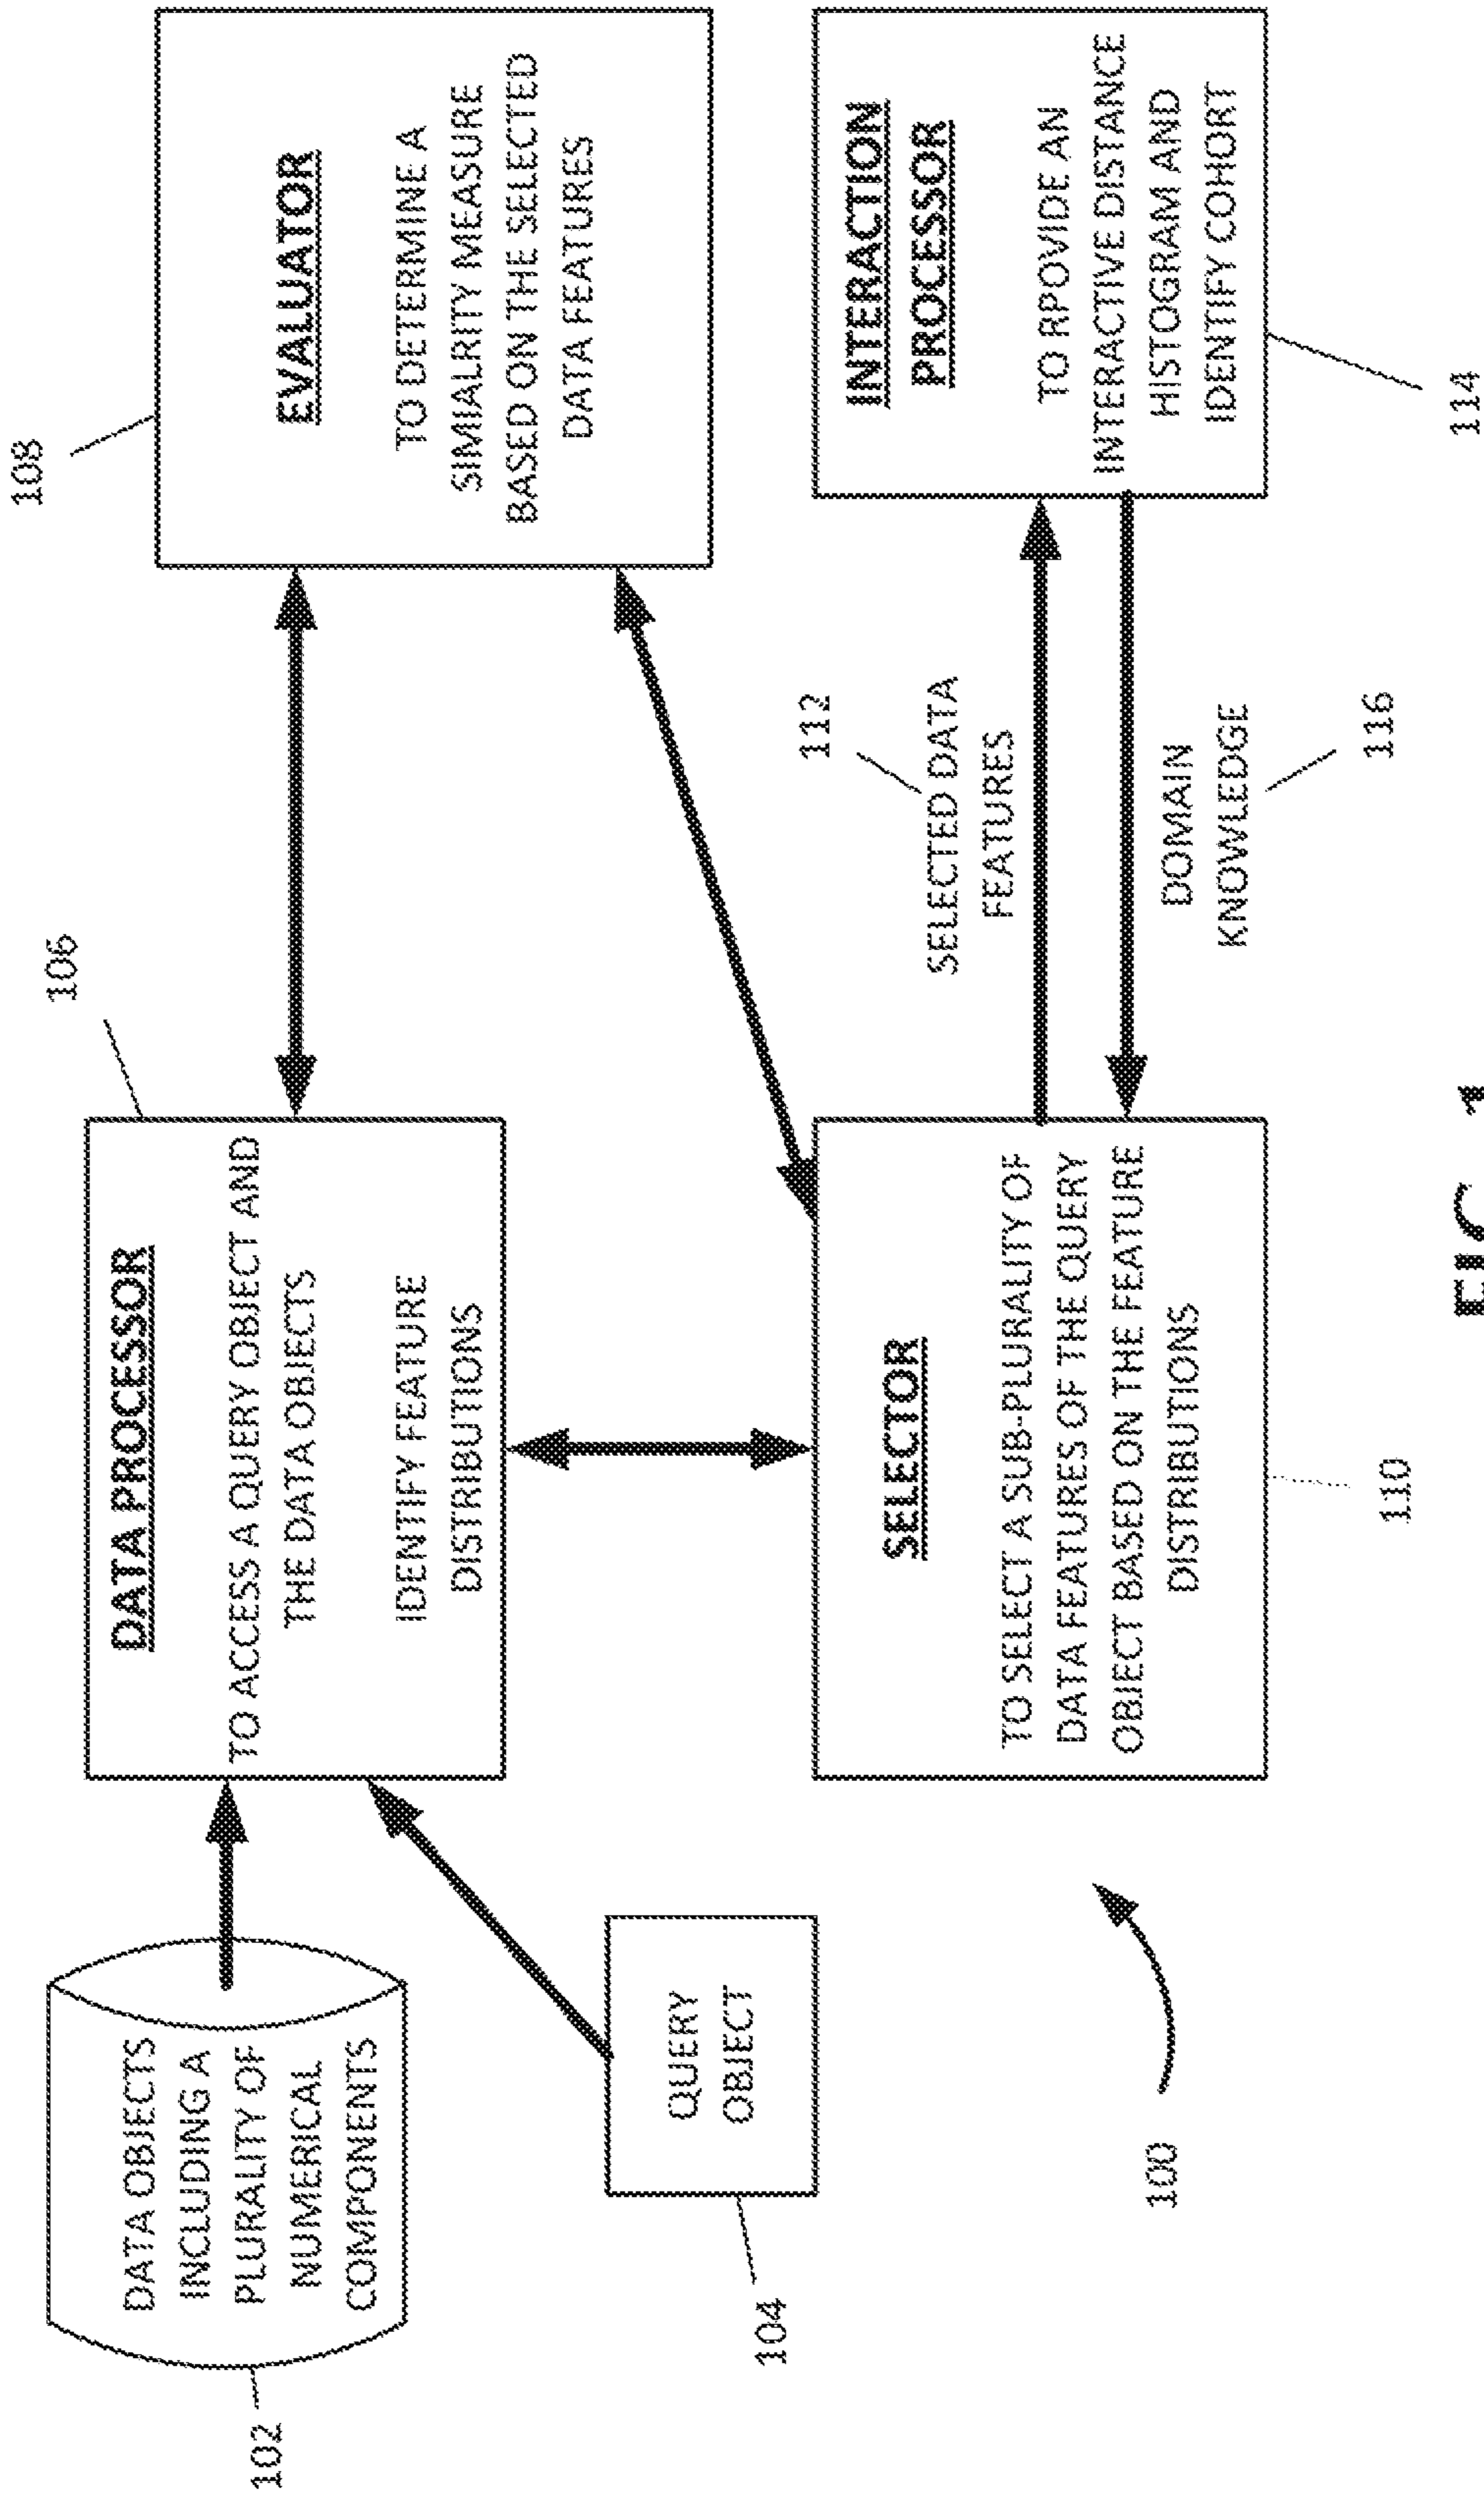 102
DATA OBJECTS
INCLUDING A
PLURALITY OF
NUMERICAL
COMPONENTS
104
QUERY
OBJECT
100
106
DATA PROCESSOR
TO ACCESS A QUERY OBJECT AND
THE DATA OBJECTS
IDENTIFY FEATURE
DISTRIBUTIONS
108
EVALUATOR
TO DETERMINE A
SIMIALRITY MEASURE
BASED ON THE SELECTED
DATA FEATURES
SELECTOR
TO SELECT A SUB-PLURALITY OF
DATA FEATURES OF THE QUERY
OBJECT BASED ON THE FEATURE
DISTRIBUTIONS
110
112
SELECTED DATA
FEATURES
DOMAIN
KNOWLEDGE
116
INTERACTION
PROCESSOR
TO RPOVIDE AN
INTERACTIVE DISTANCE
HISTOGRAM AND
IDENTIFY COHORT
114
FIG. 1